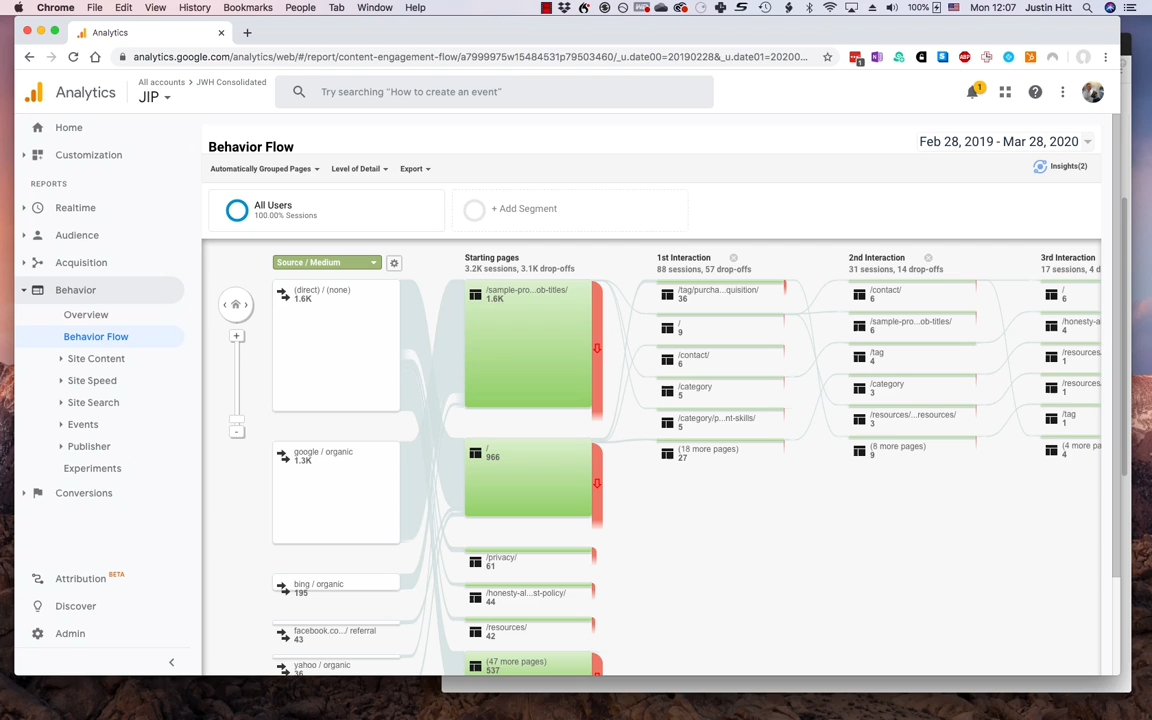 Chrome File Edit View History Bookmarks People Tab Window Help 100% Mon 12:07 Justin Hitt
Analytics
analytics.google.com/analytics/web/#/report/content-engagement-flow/a7999975w15484531p79503460/_u.date00=20190228&_u.date01=20200...
Analytics
All accounts > JWH Consolidated
JIP
Try searching "How to create an event"
1
Home
Customization
REPORTS
Realtime
Audience
Acquisition
Behavior
Overview
Behavior Flow
Site Content
Site Speed
Site Search
Events
Publisher
Experiments
Conversions
Attribution BETA
Discover
Admin
Behavior Flow
Feb 28, 2019 - Mar 28, 2020
Automatically Grouped Pages Level of Detail Export
Insights(2)
All Users
100.00% Sessions
+ Add Segment
Source / Medium
(direct) / (none)
1.6K
google / organic
1.3K
bing / organic
195
facebook.co.../ referral
43
yahoo / organic
36
Starting pages
3.2K sessions, 3.1K drop-offs
/sample-pro...ob-titles/
1.6K
/
966
/privacy/
61
/honesty-al...st-policy/
44
/resources/
42
(47 more pages)
537
1st Interaction
88 sessions, 57 drop-offs
/tag/purcha...quisition/
36
/
9
/contact/
6
/category
5
/category/p...nt-skills/
5
(18 more pages)
27
2nd Interaction
31 sessions, 14 drop-offs
/contact/
6
/sample-pro...ob-titles/
6
/tag
4
/category
3
/resources/...resources/
3
(8 more pages)
9
3rd Interaction
17 sessions, 4 d
/
6
/honesty-a
4
/resources
1
/resources
1
/tag
1
(4 more pa
4